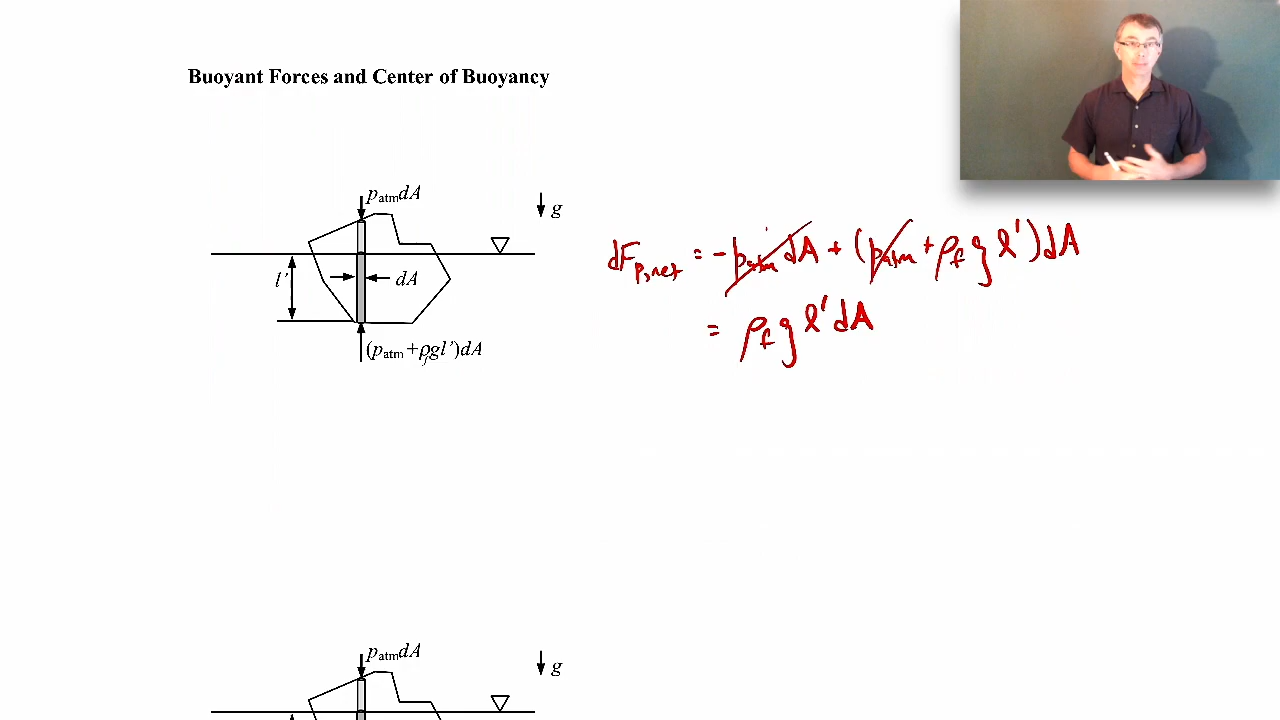 Buoyant Forces and Center of Buoyancy
p_atm dA
g
l'
dA
(p_atm + ρ_f gl')dA
dF_p,net = -p_atm dA + (p_atm + ρ_f g l')dA
= ρ_f g l' dA
p_atm dA
g